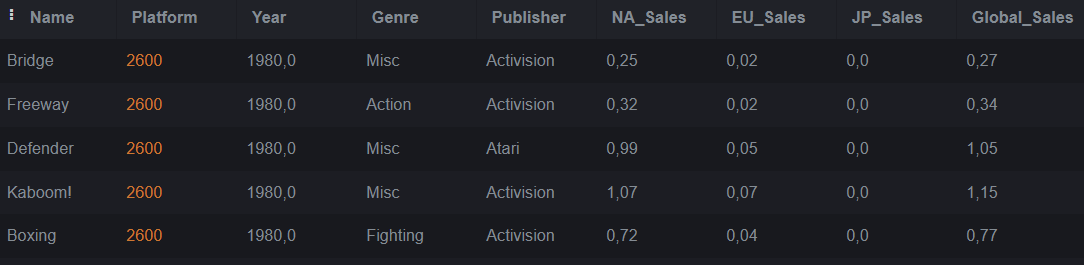 Name Platform Year Genre Publisher NA_Sales EU_Sales JP_Sales Global_Sales
Bridge 2600 1980,0 Misc Activision 0,25 0,02 0,0 0,27
Freeway 2600 1980,0 Action Activision 0,32 0,02 0,0 0,34
Defender 2600 1980,0 Misc Atari 0,99 0,05 0,0 1,05
Kaboom! 2600 1980,0 Misc Activision 1,07 0,07 0,0 1,15
Boxing 2600 1980,0 Fighting Activision 0,72 0,04 0,0 0,77